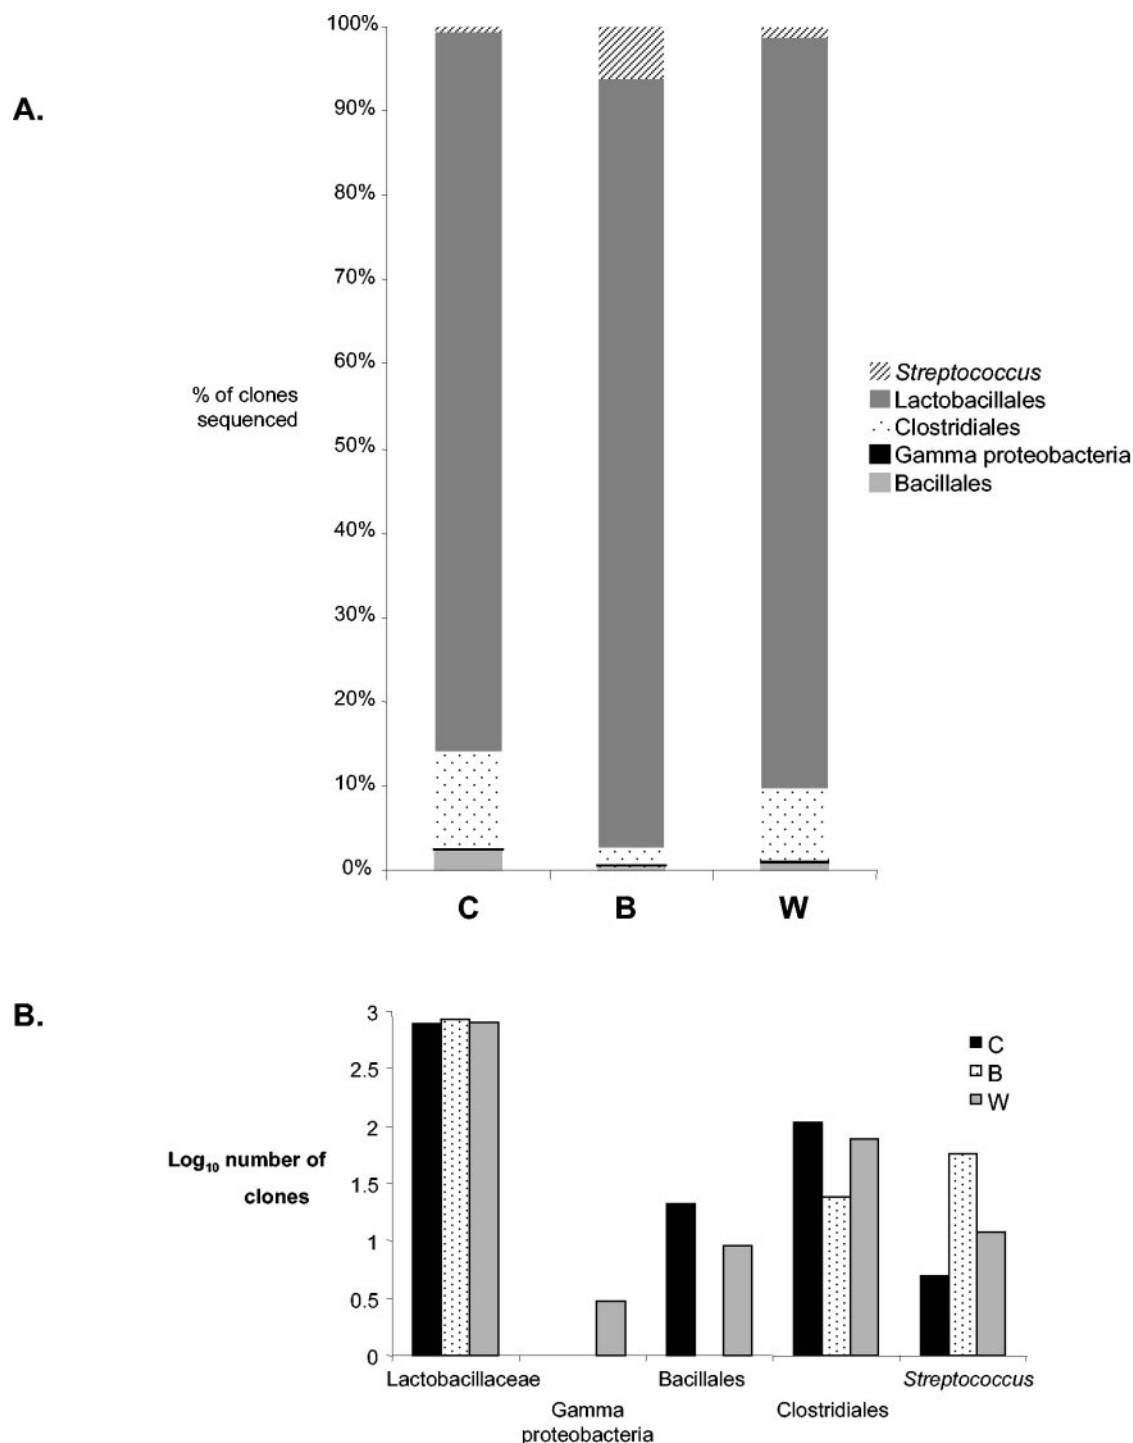 A.
100%
90%
80%
70%
60%
50%
40%
30%
20%
10%
0%
% of clones
sequenced
Streptococcus
Lactobacillales
Clostridiales
Gamma proteobacteria
Bacillales
C B W
B.
3
2.5
2
1.5
1
0.5
0
Log₁₀ number of
clones
C
B
W
Lactobacillaceae
Gamma
proteobacteria
Bacillales
Clostridiales
Streptococcus